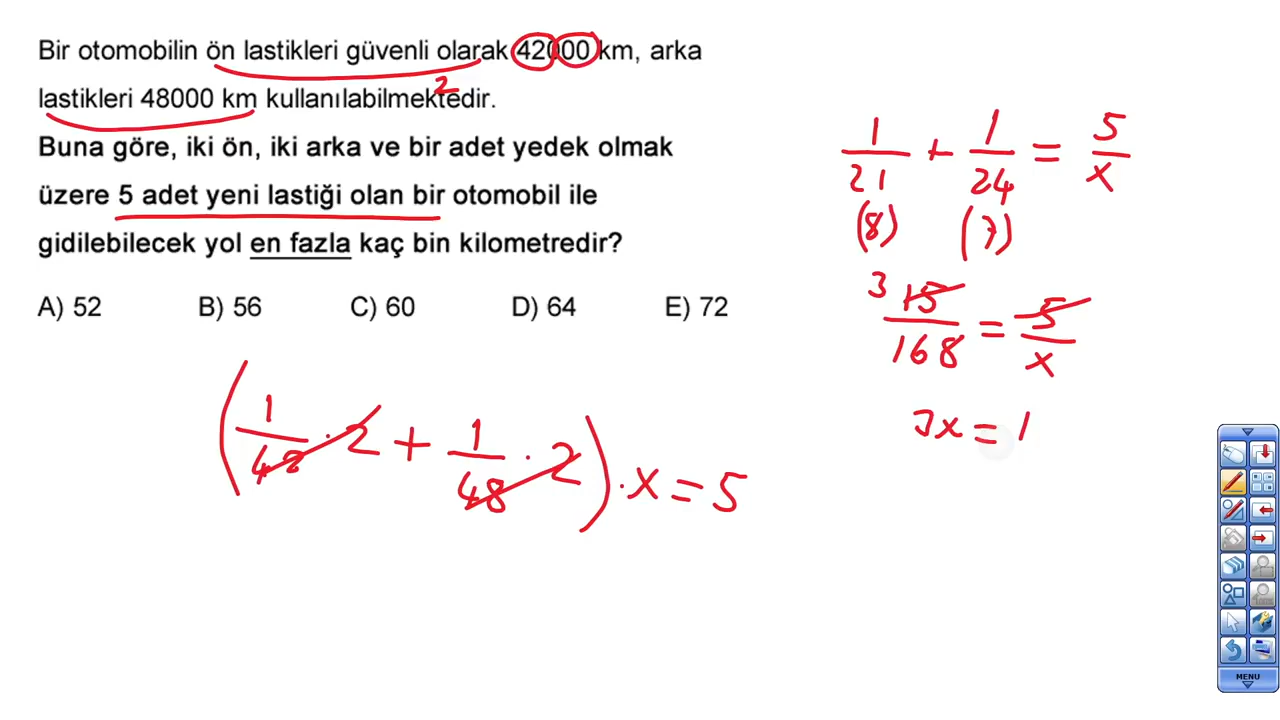 Bir otomobilin ön lastikleri güvenli olarak 42000 km, arka
lastikleri 48000 km kullanılabilmektedir.
2
Buna göre, iki ön, iki arka ve bir adet yedek olmak
üzere 5 adet yeni lastiği olan bir otomobil ile
gidilebilecek yol en fazla kaç bin kilometredir?
A) 52 B) 56 C) 60 D) 64 E) 72
(1/42 · 2 + 1/48 · 2) · x = 5
1/21 + 1/24 = 5/x
(8) (7)
3 15/168 = 5/x
3x = 1
MENU